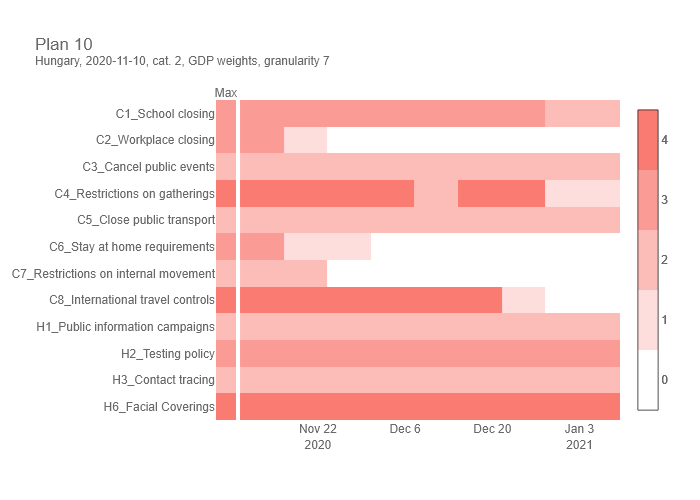 Plan 10
Hungary, 2020-11-10, cat. 2, GDP weights, granularity 7
Max
C1_School closing
C2_Workplace closing
C3_Cancel public events
C4_Restrictions on gatherings
C5_Close public transport
C6_Stay at home requirements
C7_Restrictions on internal movement
C8_International travel controls
H1_Public information campaigns
H2_Testing policy
H3_Contact tracing
H6_Facial Coverings
Nov 22
2020
Dec 6
Dec 20
Jan 3
2021
4
3
2
1
0